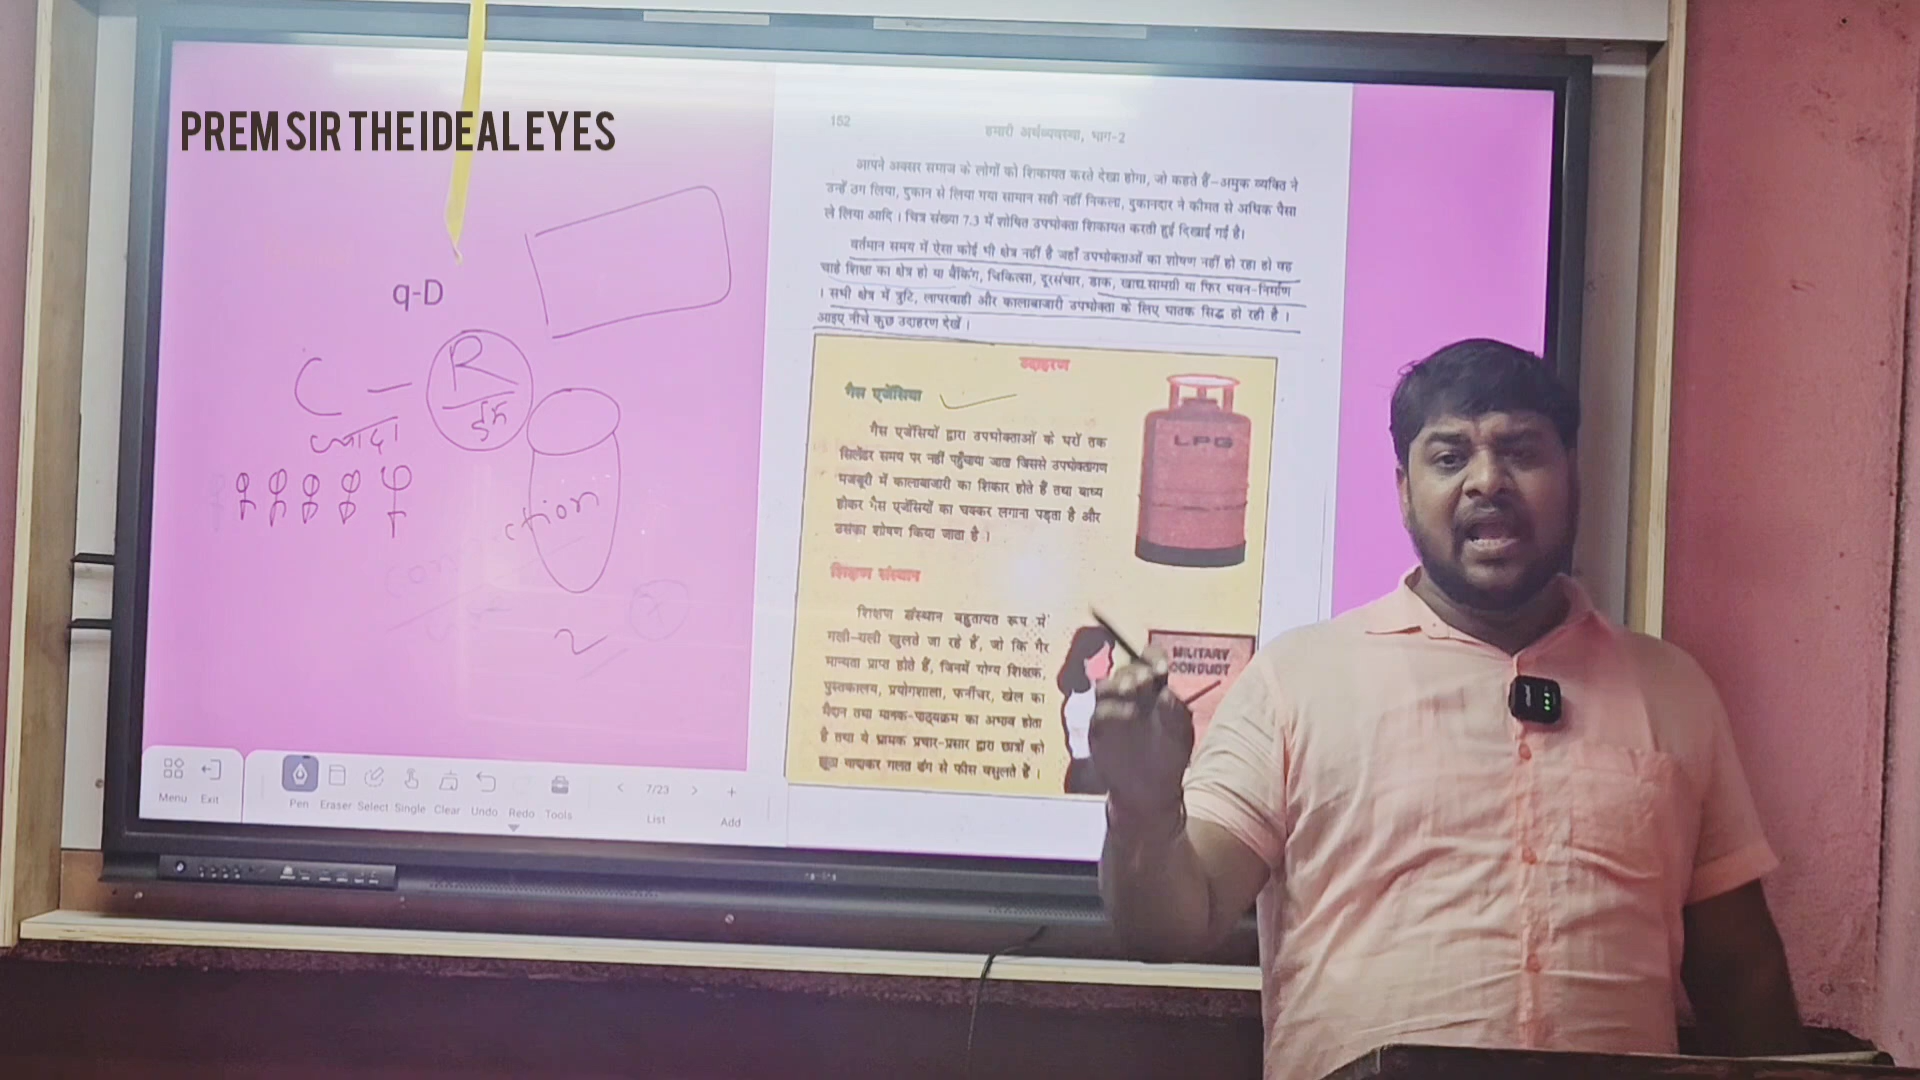 PREM SIR THE IDEAL EYES
q-D
C - R
ज्यादा
ction
152
हमारी अर्थव्यवस्था, भाग-2
आपने अक्सर समाज के लोगों को शिकायत करते देखा होगा, जो कहते हैं-अमुक व्यक्ति ने
उन्हें ठग लिया, दुकान से लिया गया सामान सही नहीं निकला, दुकानदार ने कीमत से अधिक पैसा
ले लिया आदि । चित्र संख्या 7.3 में शोषित उपभोक्ता शिकायत करती हुई दिखाई गई है।
वर्तमान समय में ऐसा कोई भी क्षेत्र नहीं है जहाँ उपभोक्ताओं का शोषण नहीं हो रहा हो वह
चाहे शिक्षा का क्षेत्र हो या बैंकिंग, चिकित्सा, दूरसंचार, डाक, खाद्य सामग्री या फिर भवन-निर्माण
। सभी क्षेत्र में त्रुटि, लापरवाही और कालाबाजारी उपभोक्ता के लिए घातक सिद्ध हो रही है ।
आइए नीचे कुछ उदाहरण देखें ।
उदाहरण
गैस एजेंसियाँ
गैस एजेंसियों द्वारा उपभोक्ताओं के घरों तक
सिलेंडर समय पर नहीं पहुँचाया जाता जिससे उपभोक्तागण
मजबूरी में कालाबाजारी का शिकार होते हैं तथा बाध्य
होकर गैस एजेंसियों का चक्कर लगाना पड़ता है और
उसका शोषण किया जाता है ।
LPG
शिक्षण संस्थान
शिक्षण संस्थान बहुतायत रूप में
गली-गली खुलते जा रहे हैं, जो कि गैर
मान्यता प्राप्त होते हैं, जिनमें योग्य शिक्षक,
पुस्तकालय, प्रयोगशाला, फर्नीचर, खेल का
मैदान तथा मानक-पाठ्यक्रम का अभाव होता
है तथा ये भ्रामक प्रचार-प्रसार द्वारा छात्रों को
गलत ढंग से फीस वसुलते हैं ।
MILITARY
CONDUCT
Menu Exit Pen Eraser Select Single Clear Undo Redo Tools
7/23
List
Add